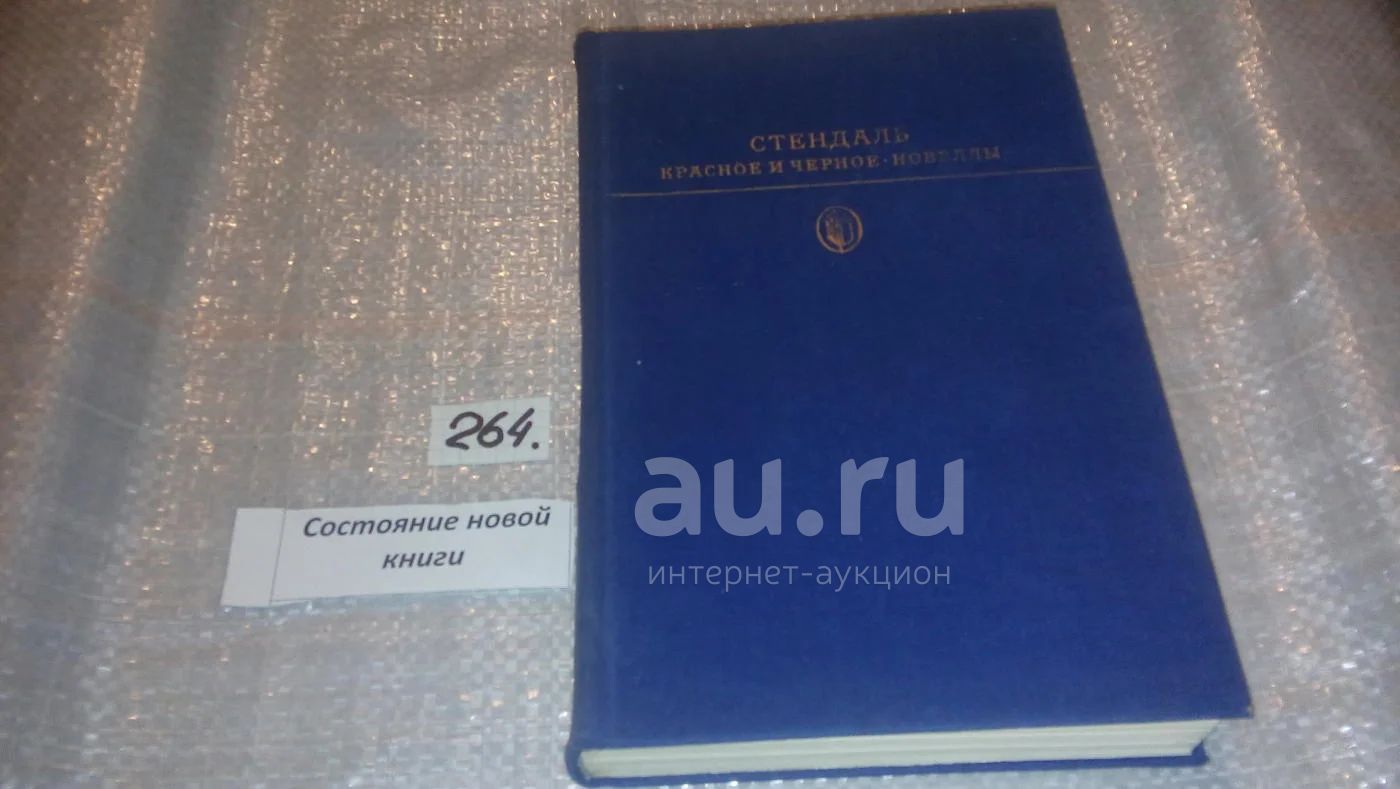 СТЕНДАЛЬ
КРАСНОЕ И ЧЕРНОЕ · НОВЕЛЛЫ
264.
Состояние новой
книги
au.ru
интернет-аукцион